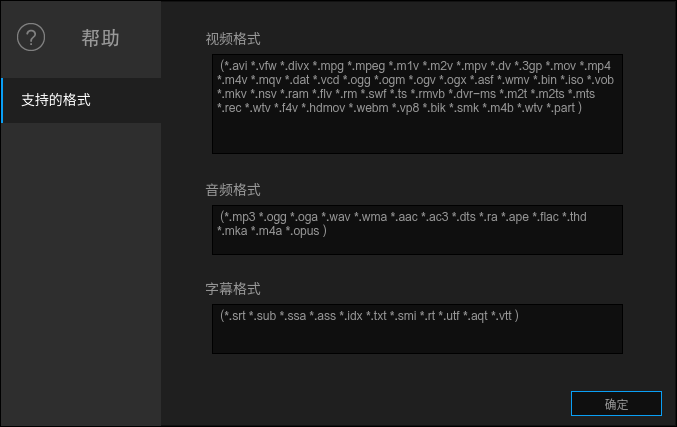 帮助
支持的格式
视频格式
(*.avi *.vfw *.divx *.mpg *.mpeg *.m1v *.m2v *.mpv *.dv *.3gp *.mov *.mp4
*.m4v *.mqv *.dat *.vcd *.ogg *.ogm *.ogv *.ogx *.asf *.wmv *.bin *.iso *.vob
*.mkv *.nsv *.ram *.flv *.rm *.swf *.ts *.rmvb *.dvr-ms *.m2t *.m2ts *.mts
*.rec *.wtv *.f4v *.hdmov *.webm *.vp8 *.bik *.smk *.m4b *.wtv *.part )
音频格式
(*.mp3 *.ogg *.oga *.wav *.wma *.aac *.ac3 *.dts *.ra *.ape *.flac *.thd
*.mka *.m4a *.opus )
字幕格式
(*.srt *.sub *.ssa *.ass *.idx *.txt *.smi *.rt *.utf *.aqt *.vtt )
确定